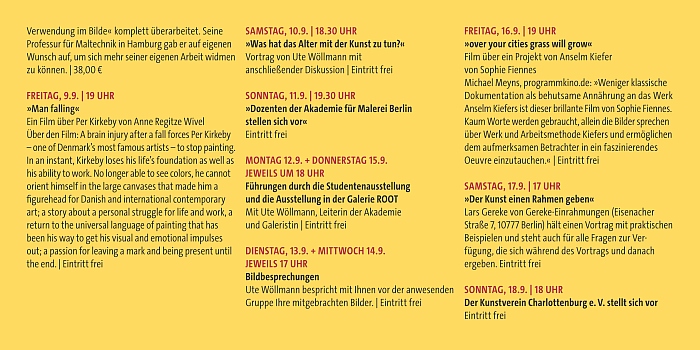 Verwendung im Bilde« komplett überarbeitet. Seine
Professur für Maltechnik in Hamburg gab er auf eigenen
Wunsch auf, um sich mehr seiner eigenen Arbeit widmen
zu können. | 38,00 €
FREITAG, 9.9. | 19 UHR
»Man falling«
Ein Film über Per Kirkeby von Anne Regitze Wivel
Über den Film: A brain injury after a fall forces Per Kirkeby
– one of Denmark's most famous artists – to stop painting.
In an instant, Kirkeby loses his life's foundation as well as
his ability to work. No longer able to see colors, he cannot
orient himself in the large canvases that made him a
figurehead for Danish and international contemporary
art; a story about a personal struggle for life and work, a
return to the universal language of painting that has
been his way to get his visual and emotional impulses
out; a passion for leaving a mark and being present until
the end. | Eintritt frei
SAMSTAG, 10.9. | 18.30 UHR
»Was hat das Alter mit der Kunst zu tun?«
Vortrag von Ute Wöllmann mit
anschließender Diskussion | Eintritt frei
SONNTAG, 11.9. | 19.30 UHR
»Dozenten der Akademie für Malerei Berlin
stellen sich vor«
Eintritt frei
MONTAG 12.9. + DONNERSTAG 15.9.
JEWEILS UM 18 UHR
Führungen durch die Studentenausstellung
und die Ausstellung in der Galerie ROOT
Mit Ute Wöllmann, Leiterin der Akademie
und Galeristin | Eintritt frei
DIENSTAG, 13.9. + MITTWOCH 14.9.
JEWEILS 17 UHR
Bildbesprechungen
Ute Wöllmann bespricht mit Ihnen vor der anwesenden
Gruppe Ihre mitgebrachten Bilder. | Eintritt frei
FREITAG, 16.9. | 19 UHR
»over your cities grass will grow«
Film über ein Projekt von Anselm Kiefer
von Sophie Fiennes
Michael Meyns, programmkino.de: »Weniger klassische
Dokumentation als behutsame Annährung an das Werk
Anselm Kiefers ist dieser brillante Film von Sophie Fiennes.
Kaum Worte werden gebraucht, allein die Bilder sprechen
über Werk und Arbeitsmethode Kiefers und ermöglichen
dem aufmerksamen Betrachter in ein faszinierendes
Oeuvre einzutauchen.« | Eintritt frei
SAMSTAG, 17.9. | 17 UHR
»Der Kunst einen Rahmen geben«
Lars Gereke von Gereke-Einrahmungen (Eisenacher
Straße 7, 10777 Berlin) hält einen Vortrag mit praktischen
Beispielen und steht auch für alle Fragen zur Ver-
fügung, die sich während des Vortrags und danach
ergeben. Eintritt frei
SONNTAG, 18.9. | 18 UHR
Der Kunstverein Charlottenburg e. V. stellt sich vor
Eintritt frei